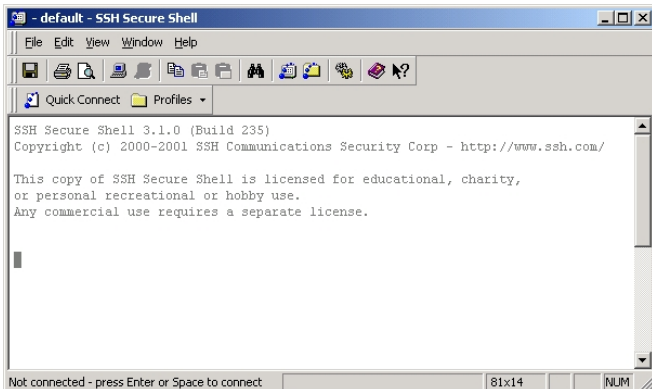 - default - SSH Secure Shell
File Edit View Window Help
Quick Connect Profiles
SSH Secure Shell 3.1.0 (Build 235)
Copyright (c) 2000-2001 SSH Communications Security Corp - http://www.ssh.com/
This copy of SSH Secure Shell is licensed for educational, charity,
or personal recreational or hobby use.
Any commercial use requires a separate license.
Not connected - press Enter or Space to connect 81x14 NUM